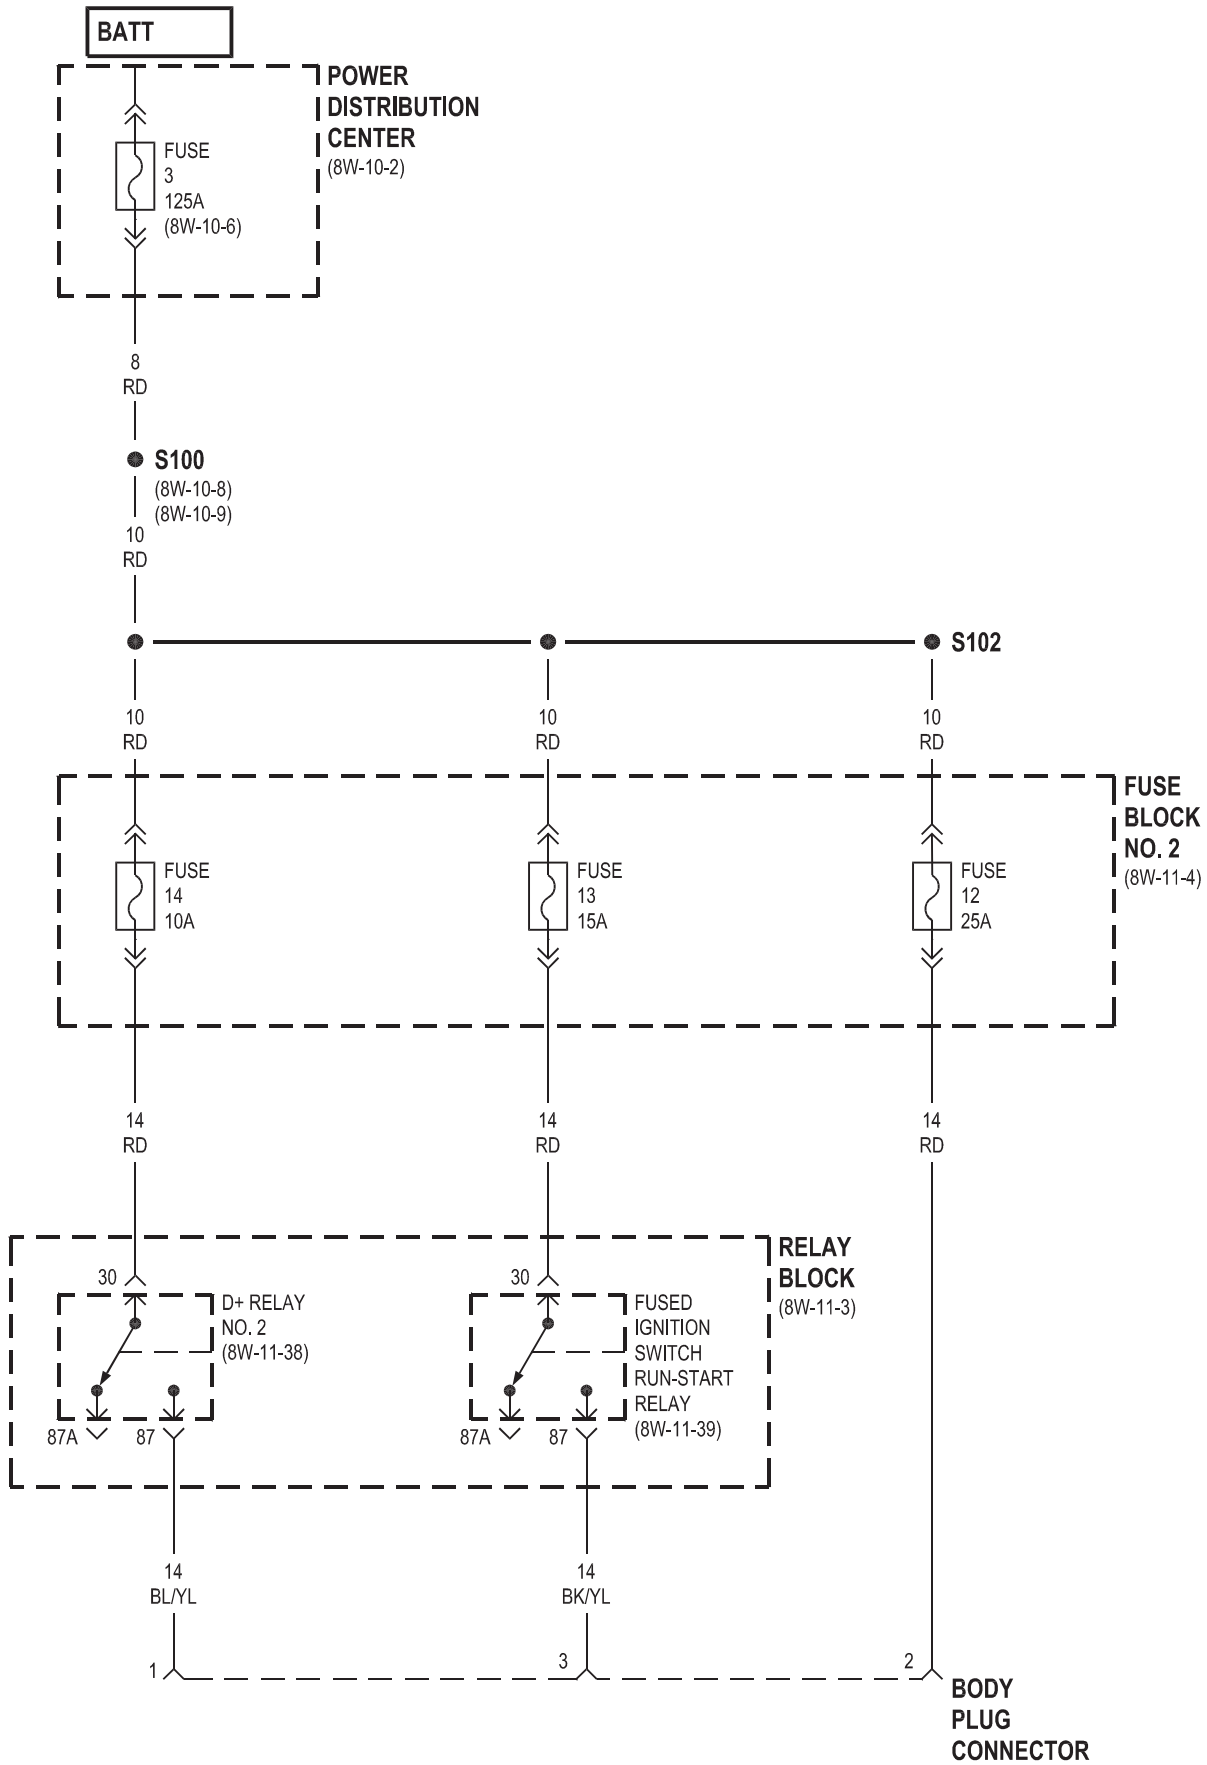 BATT
POWER
DISTRIBUTION
CENTER
(8W-10-2)
FUSE
3
125A
(8W-10-6)
8
RD
S100
(8W-10-8)
(8W-10-9)
10
RD
S102
10
RD
10
RD
10
RD
FUSE
BLOCK
NO. 2
(8W-11-4)
FUSE
14
10A
FUSE
13
15A
FUSE
12
25A
14
RD
14
RD
14
RD
RELAY
BLOCK
(8W-11-3)
30
D+ RELAY
NO. 2
(8W-11-38)
87A
87
30
FUSED
IGNITION
SWITCH
RUN-START
RELAY
(8W-11-39)
87A
87
14
BL/YL
14
BK/YL
1
3
2
BODY
PLUG
CONNECTOR